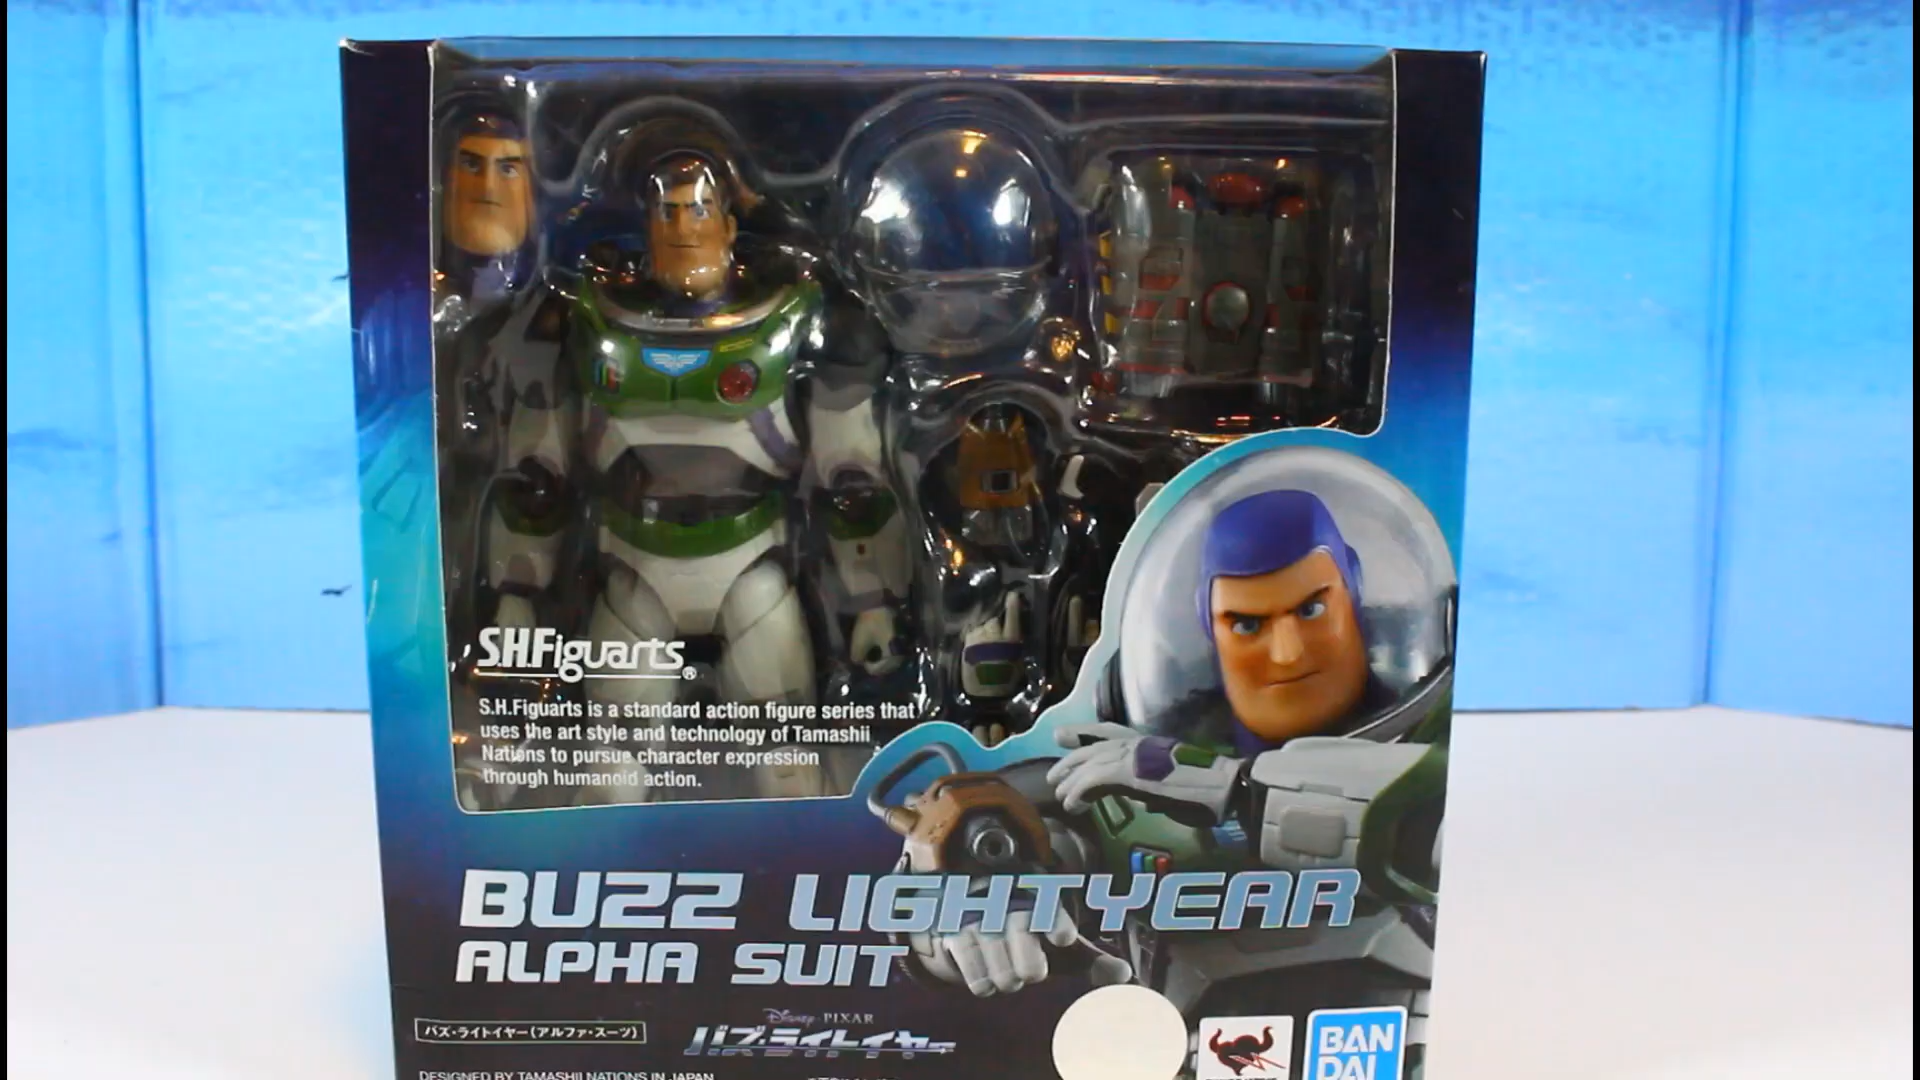 S.H.Figuarts®
S.H.Figuarts is a standard action figure series that
uses the art style and technology of Tamashii
Nations to pursue character expression
through humanoid action.
BUZZ LIGHTYEAR
ALPHA SUIT
バズ・ライトイヤー(アルファ・スーツ)
Disney PIXAR
バズ・ライトイヤー
DESIGNED BY TAMASHII NATIONS IN JAPAN
BAN
DAI